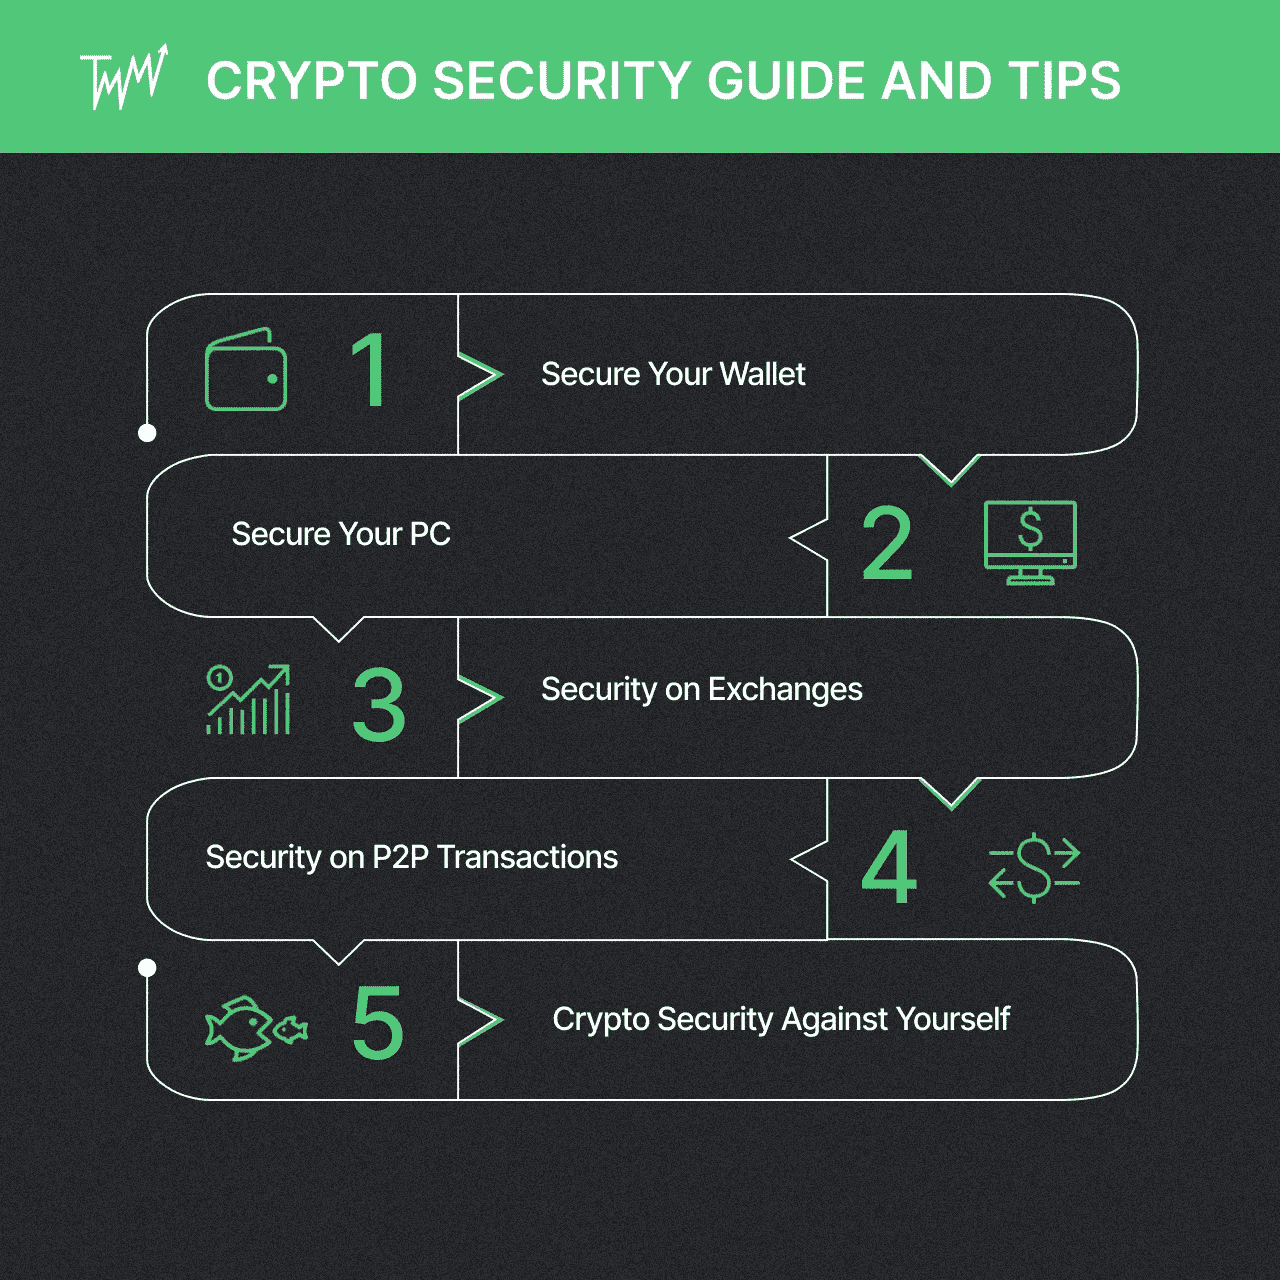 TWM
CRYPTO SECURITY GUIDE AND TIPS
1
Secure Your Wallet
Secure Your PC
2
$
1
3
Security on Exchanges
Security on P2P Transactions
4
$
5
Crypto Security Against Yourself